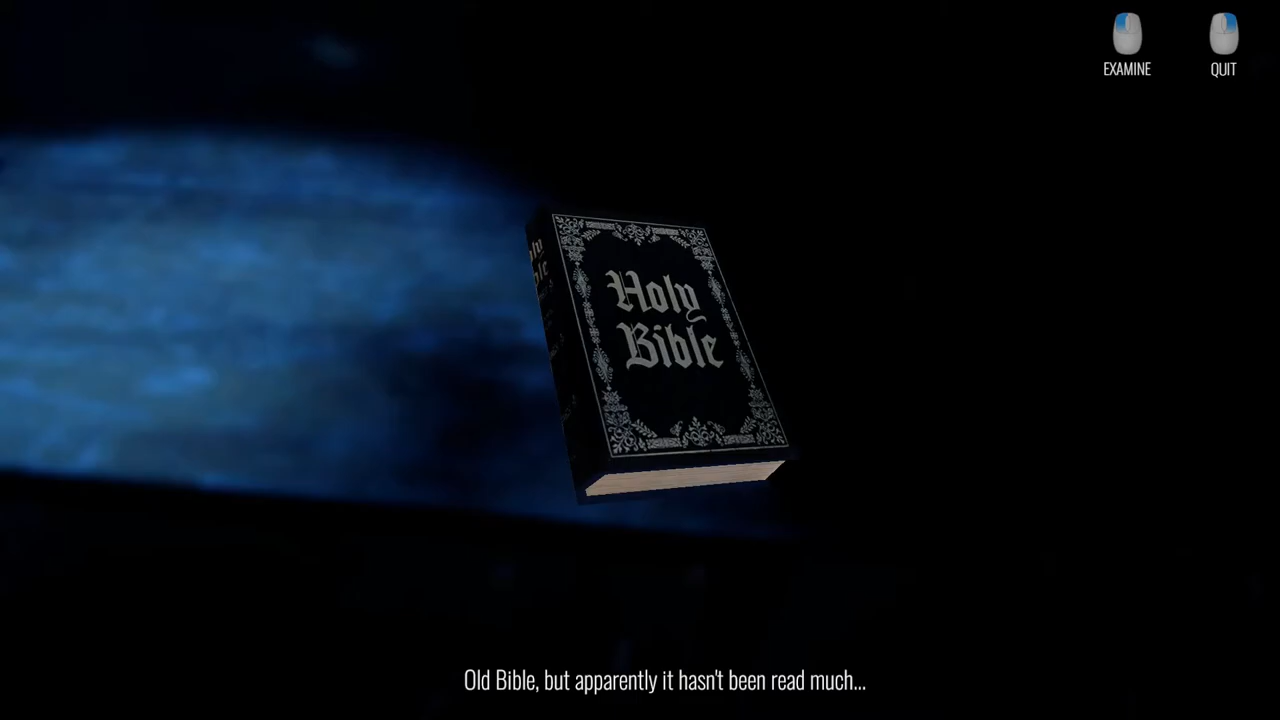 EXAMINE
QUIT
Holy
Bible
Old Bible, but apparently it hasn't been read much...